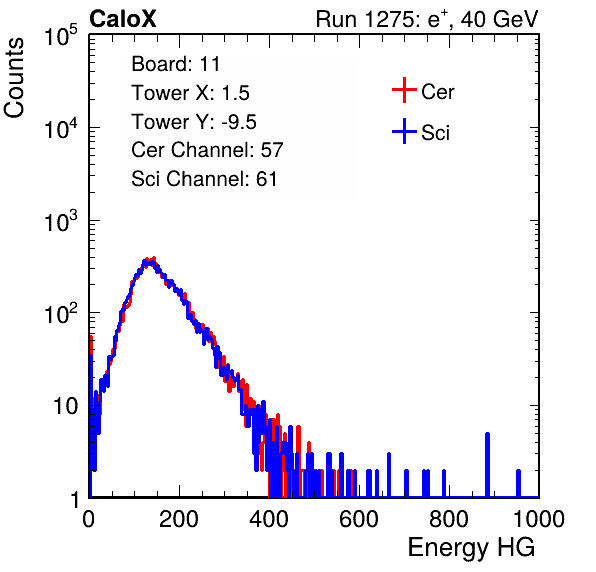 CaloX Run 1275: e+, 40 GeV
Counts
Board: 11
Tower X: 1.5
Tower Y: -9.5
Cer Channel: 57
Sci Channel: 61
Cer
Sci
10^5
10^4
10^3
10^2
10
1
0 200 400 600 800 1000
Energy HG